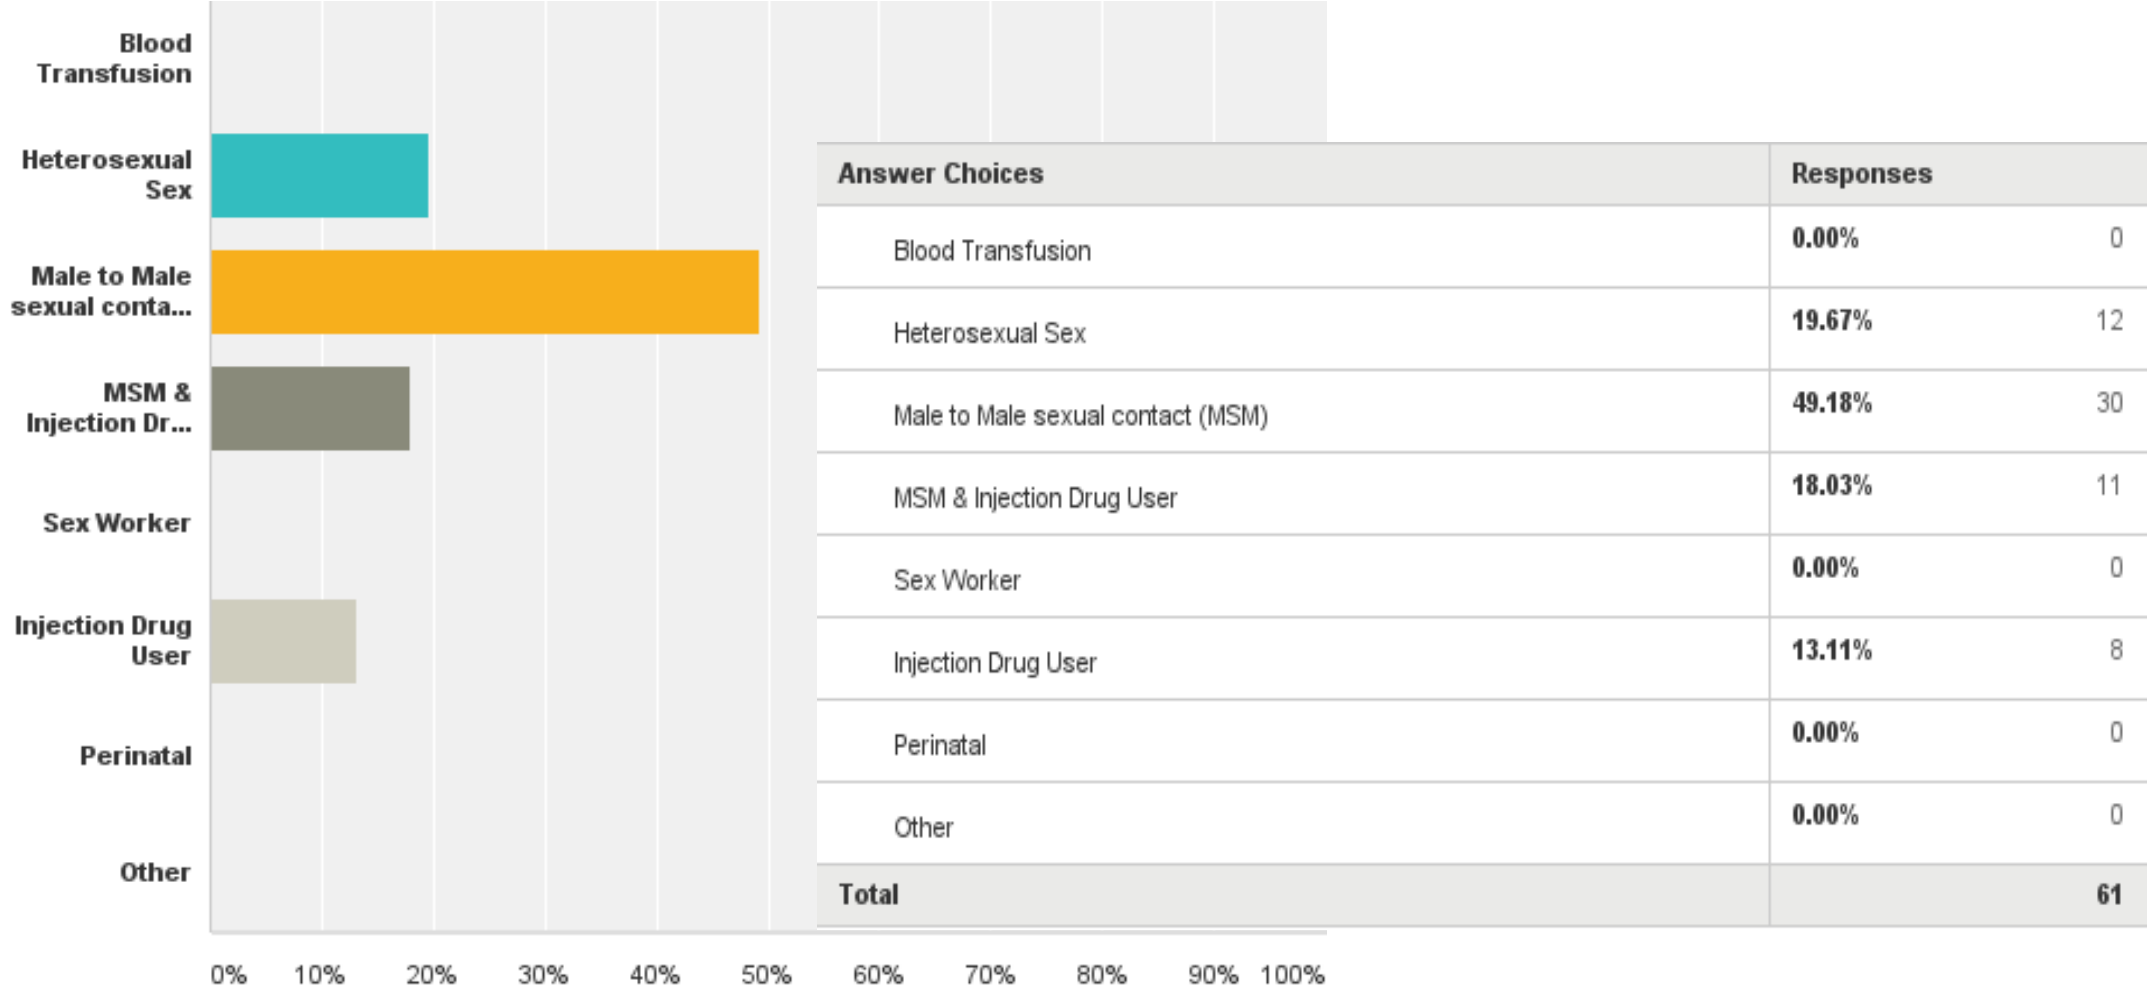 Blood
Transfusion
Heterosexual
Sex
Male to Male
sexual conta...
MSM &
Injection Dr...
Sex Worker
Injection Drug
User
Perinatal
Other
0% 10% 20% 30% 40% 50% 60% 70% 80% 90% 100%
Answer Choices Responses
Blood Transfusion 0.00% 0
Heterosexual Sex 19.67% 12
Male to Male sexual contact (MSM) 49.18% 30
MSM & Injection Drug User 18.03% 11
Sex Worker 0.00% 0
Injection Drug User 13.11% 8
Perinatal 0.00% 0
Other 0.00% 0
Total 61